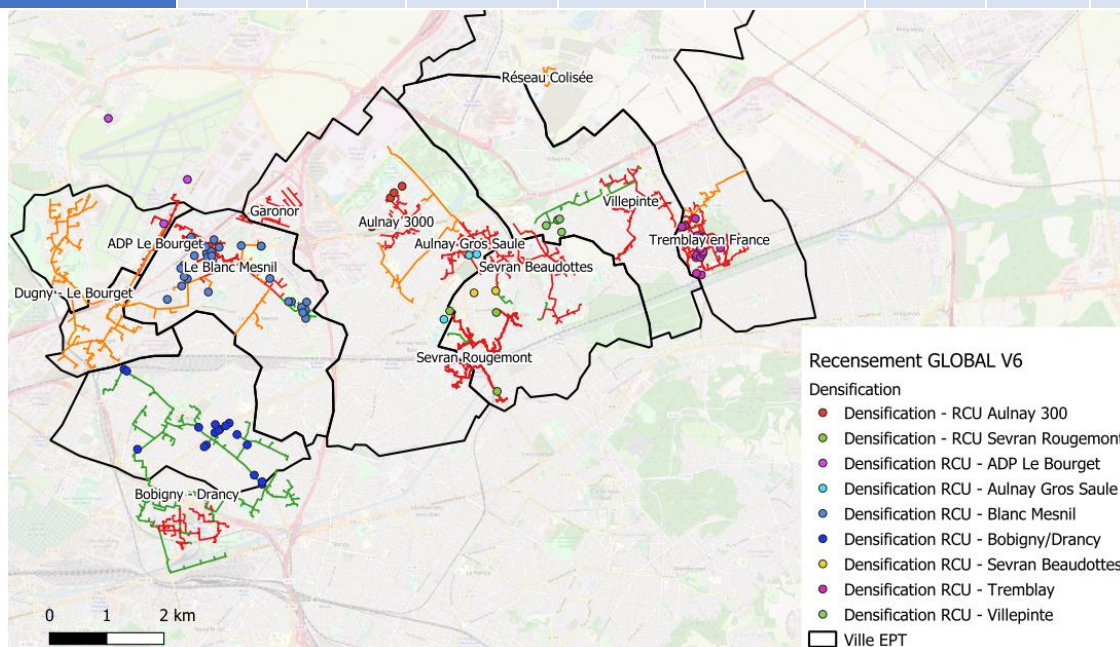 Réseau Colisée
Villepinte
Garonor
Aulnay 3000
Tremblay en France
ADP Le Bourget
Aulnay Gros Saule
Le Blanc Mesnil
Sevran Beaudottes
Dugny - Le Bourget
Sevran Rougemont
Bobigny - Drancy
Recensement GLOBAL V6
Densification
Densification - RCU Aulnay 300
Densification - RCU Sevran Rougemont
Densification RCU - ADP Le Bourget
Densification RCU - Aulnay Gros Saule
Densification RCU - Blanc Mesnil
Densification RCU - Bobigny/Drancy
Densification RCU - Sevran Beaudottes
Densification RCU - Tremblay
Densification RCU - Villepinte
Ville EPT
0 1 2 km